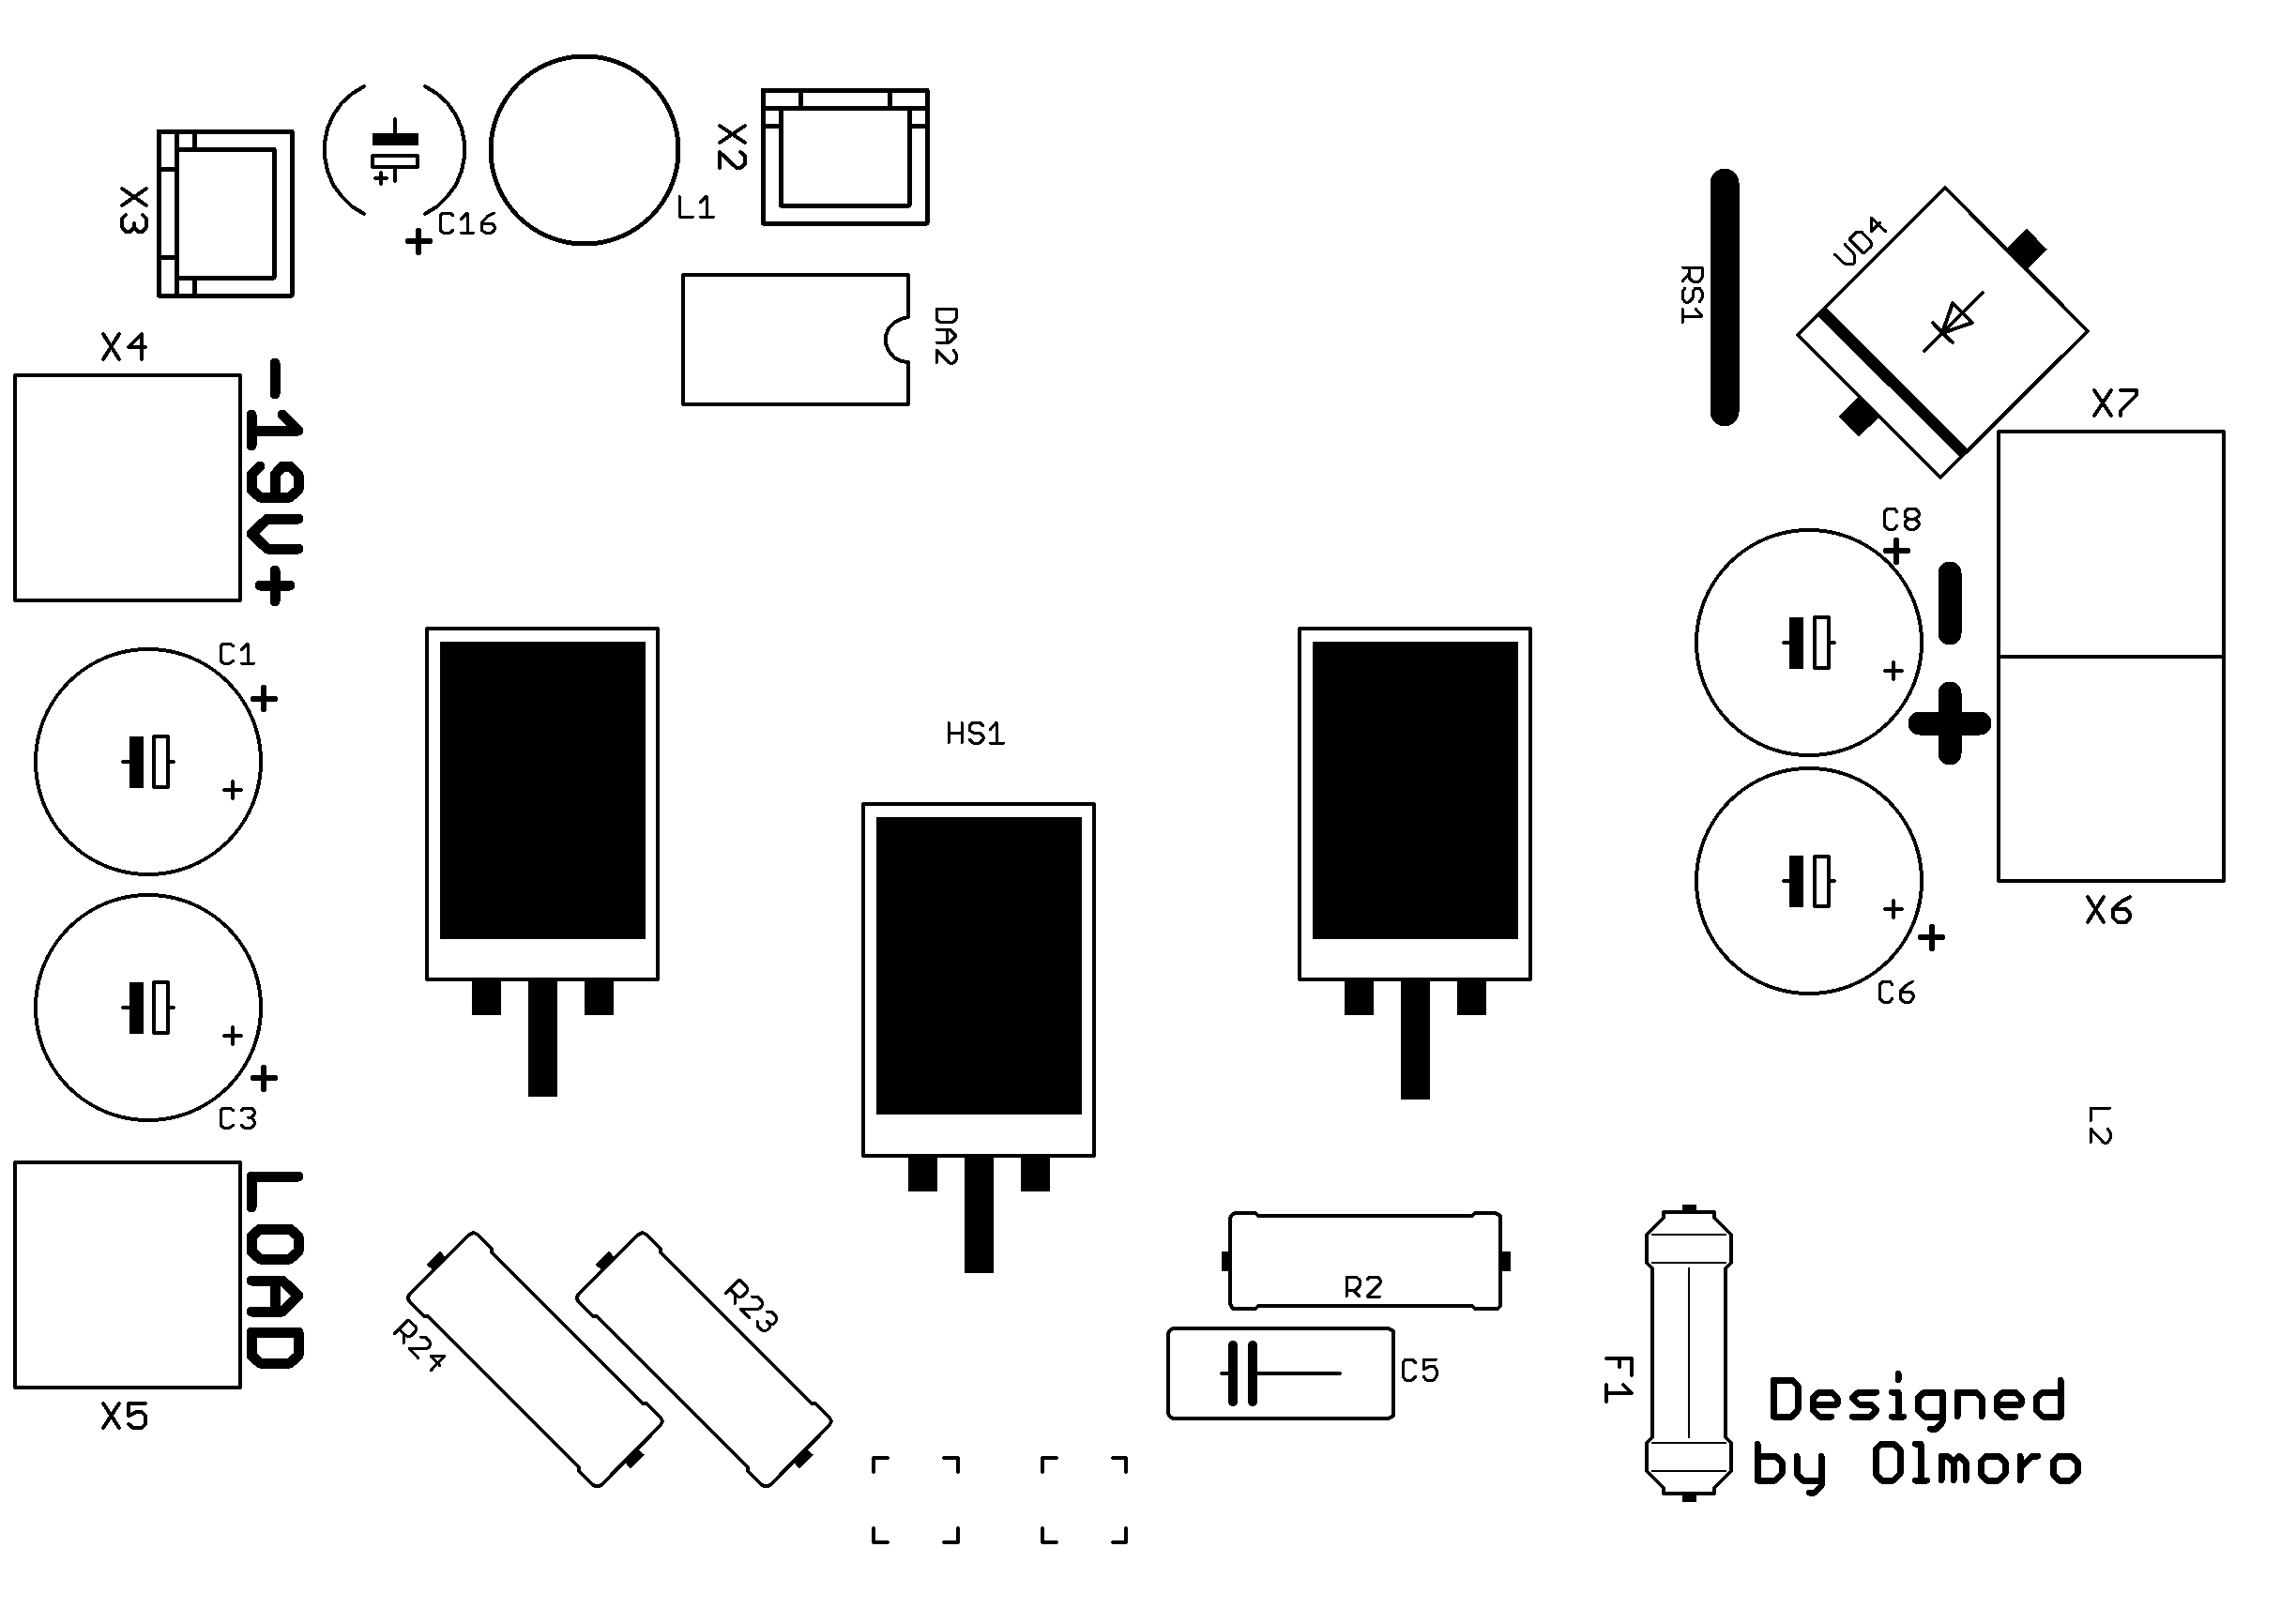 X3
+
C16
L1
X2
DA2
RS1
VD4
X4
-19V+
X7
C8
+
-
+
C1
+
+
HS1
+
+
X6
C6
+
+
C3
L2
LOAD
X5
R24
R23
R2
C5
F1
Designed
by Olmoro